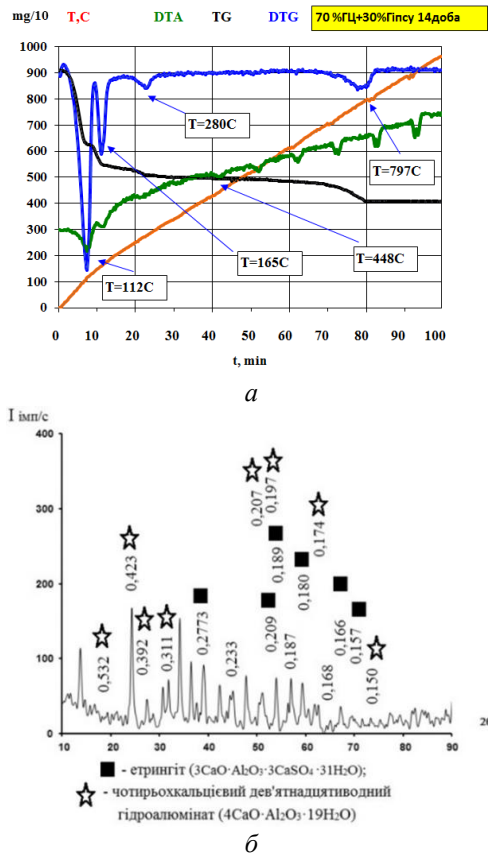 mg/10 T,C DTA TG DTG 70 %ГЦ+30%Гіпсу 14доба
1000
900
800
700
600
500
400
300
200
100
0
T=280C
T=797C
T=165C
T=448C
T=112C
0 10 20 30 40 50 60 70 80 90 100
t, min
а
I імп/с
400
300
200
100
0
0,532
0,423
0,392
0,311
0,2773
0,233
0,207
0,209
0,197
0,189
0,187
0,180
0,174
0,168
0,166
0,157
0,150
10 20 30 40 50 60 70 80 90
■ - етрингіт (3CaO·Al₂O₃·3CaSO₄·31H₂O);
☆ - чотирьохкальцієвий дев'ятнадцятиводний
гідроалюмінат (4CaO·Al₂O₃·19H₂O)
б